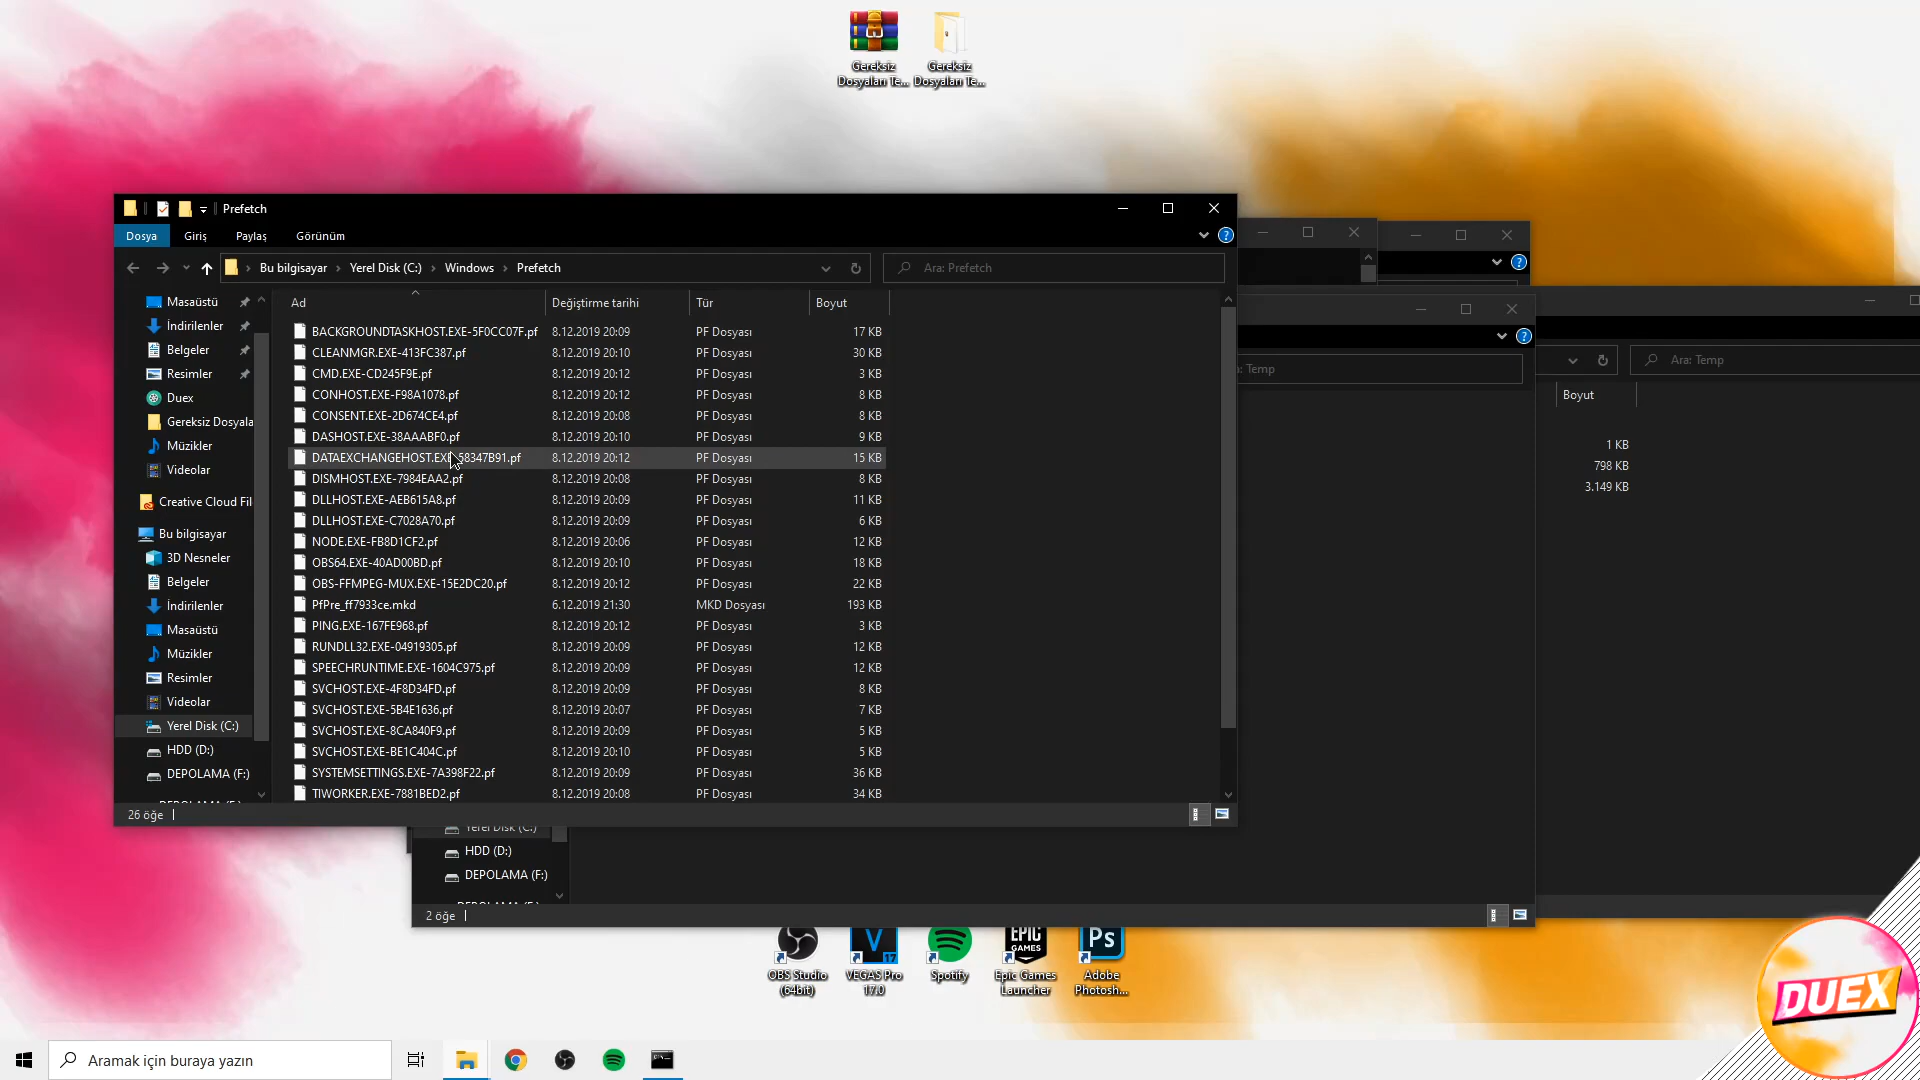 Gereksiz
Dosyaları Te...
Gereksiz
Dosyaları Te...
Prefetch
Dosya
Giriş
Paylaş
Görünüm
Bu bilgisayar
Yerel Disk (C:)
Windows
Prefetch
Ara: Prefetch
Masaüstü
İndirilenler
Belgeler
Resimler
Duex
Gereksiz Dosyala
Müzikler
Videolar
Creative Cloud Fil
Bu bilgisayar
3D Nesneler
Belgeler
İndirilenler
Masaüstü
Müzikler
Resimler
Videolar
Yerel Disk (C:)
HDD (D:)
DEPOLAMA (F:)
Ad Değiştirme tarihi Tür Boyut
BACKGROUNDTASKHOST.EXE-5F0CC07F.pf 8.12.2019 20:09 PF Dosyası 17 KB
CLEANMGR.EXE-413FC387.pf 8.12.2019 20:10 PF Dosyası 30 KB
CMD.EXE-CD245F9E.pf 8.12.2019 20:12 PF Dosyası 3 KB
CONHOST.EXE-F98A1078.pf 8.12.2019 20:12 PF Dosyası 8 KB
CONSENT.EXE-2D674CE4.pf 8.12.2019 20:08 PF Dosyası 8 KB
DASHOST.EXE-38AAABF0.pf 8.12.2019 20:10 PF Dosyası 9 KB
DATAEXCHANGEHOST.EXE-58347B91.pf 8.12.2019 20:12 PF Dosyası 15 KB
DISMHOST.EXE-7984EAA2.pf 8.12.2019 20:08 PF Dosyası 8 KB
DLLHOST.EXE-AEB615A8.pf 8.12.2019 20:09 PF Dosyası 11 KB
DLLHOST.EXE-C7028A70.pf 8.12.2019 20:09 PF Dosyası 6 KB
NODE.EXE-FB8D1CF2.pf 8.12.2019 20:06 PF Dosyası 12 KB
OBS64.EXE-40AD00BD.pf 8.12.2019 20:10 PF Dosyası 18 KB
OBS-FFMPEG-MUX.EXE-15E2DC20.pf 8.12.2019 20:12 PF Dosyası 22 KB
PfPre_ff7933ce.mkd 6.12.2019 21:30 MKD Dosyası 193 KB
PING.EXE-167FE968.pf 8.12.2019 20:12 PF Dosyası 3 KB
RUNDLL32.EXE-04919305.pf 8.12.2019 20:09 PF Dosyası 12 KB
SPEECHRUNTIME.EXE-1604C975.pf 8.12.2019 20:09 PF Dosyası 12 KB
SVCHOST.EXE-4F8D34FD.pf 8.12.2019 20:09 PF Dosyası 8 KB
SVCHOST.EXE-5B4E1636.pf 8.12.2019 20:07 PF Dosyası 7 KB
SVCHOST.EXE-8CA840F9.pf 8.12.2019 20:09 PF Dosyası 5 KB
SVCHOST.EXE-BE1C404C.pf 8.12.2019 20:10 PF Dosyası 5 KB
SYSTEMSETTINGS.EXE-7A398F22.pf 8.12.2019 20:09 PF Dosyası 36 KB
TIWORKER.EXE-7881BED2.pf 8.12.2019 20:08 PF Dosyası 34 KB
26 öğe
Temp
Ara: Temp
Boyut
1 KB
798 KB
3.149 KB
Yerel Disk (C:)
HDD (D:)
DEPOLAMA (F:)
2 öğe
OBS Studio
(64bit)
VEGAS Pro
17.0
Spotify
Epic Games
Launcher
Adobe
Photosh...
V
17
EPIC
GAMES
Ps
DUEX
Aramak için buraya yazın